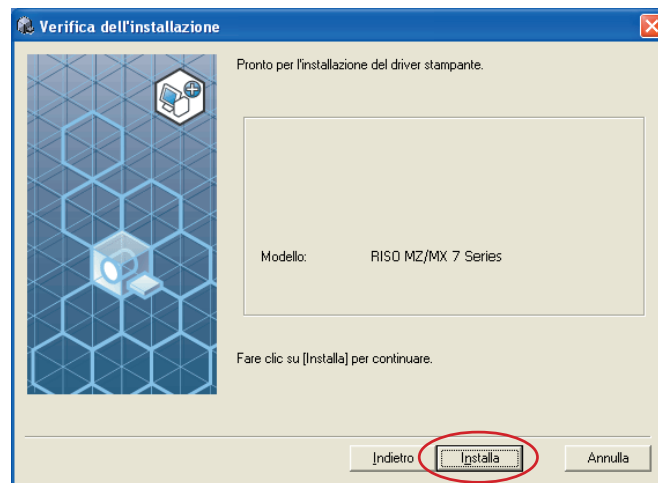 Verifica dell'installazione
Pronto per l'installazione del driver stampante.
Modello: RISO MZ/MX 7 Series
Fare clic su [Installa] per continuare.
Indietro Installa Annulla